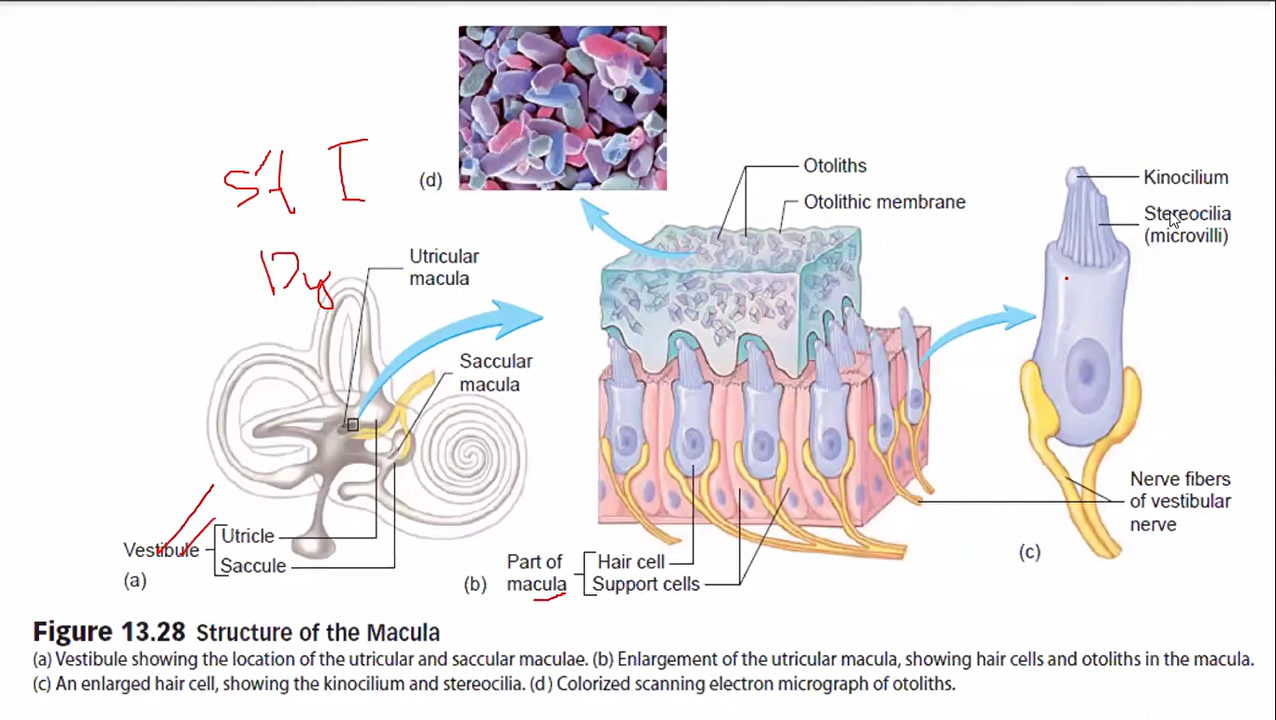 (d)
Otoliths
Otolithic membrane
Kinocilium
Stereocilia
(microvilli)
Utricular
macula
Saccular
macula
Vestibule
Utricle
Saccule
(a)
(b)
Part of
macula
Hair cell
Support cells
(c)
Nerve fibers
of vestibular
nerve
Figure 13.28 Structure of the Macula
(a) Vestibule showing the location of the utricular and saccular maculae. (b) Enlargement of the utricular macula, showing hair cells and otoliths in the macula.
(c) An enlarged hair cell, showing the kinocilium and stereocilia. (d) Colorized scanning electron micrograph of otoliths.